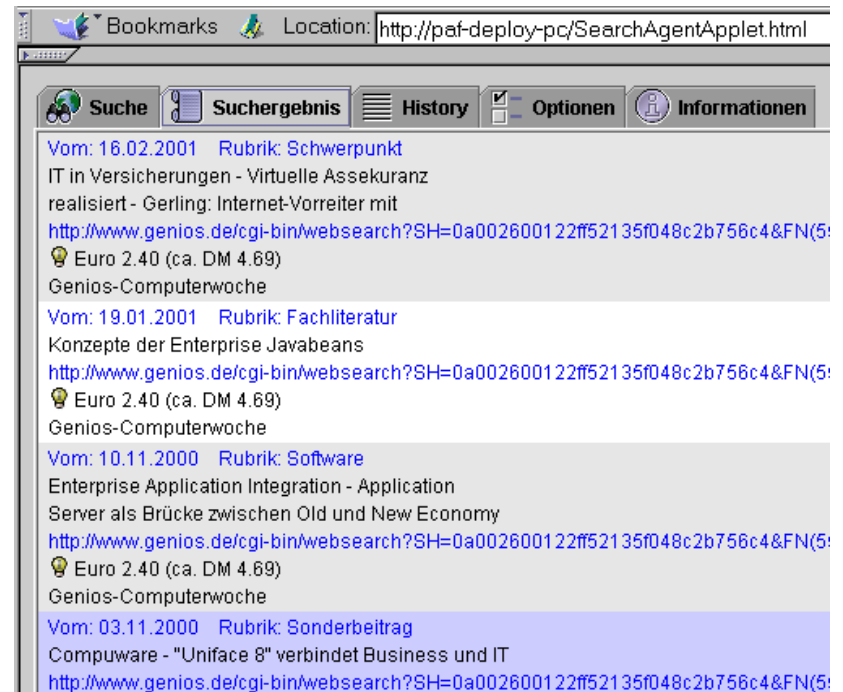 Bookmarks Location: http://paf-deploy-pc/SearchAgentApplet.html
Suche Suchergebnis History Optionen Informationen
Vom: 16.02.2001 Rubrik: Schwerpunkt
IT in Versicherungen - Virtuelle Assekuranz
realisiert - Gerling: Internet-Vorreiter mit
http://www.genios.de/cgi-bin/websearch?SH=0a002600122ff52135f048c2b756c4&FN(5
Euro 2.40 (ca. DM 4.69)
Genios-Computerwoche
Vom: 19.01.2001 Rubrik: Fachliteratur
Konzepte der Enterprise Javabeans
http://www.genios.de/cgi-bin/websearch?SH=0a002600122ff52135f048c2b756c4&FN(5
Euro 2.40 (ca. DM 4.69)
Genios-Computerwoche
Vom: 10.11.2000 Rubrik: Software
Enterprise Application Integration - Application
Server als Brücke zwischen Old und New Economy
http://www.genios.de/cgi-bin/websearch?SH=0a002600122ff52135f048c2b756c4&FN(5
Euro 2.40 (ca. DM 4.69)
Genios-Computerwoche
Vom: 03.11.2000 Rubrik: Sonderbeitrag
Compuware - "Uniface 8" verbindet Business und IT
http://www.genios.de/cgi-bin/websearch?SH=0a002600122ff52135f048c2b756c4&FN(5